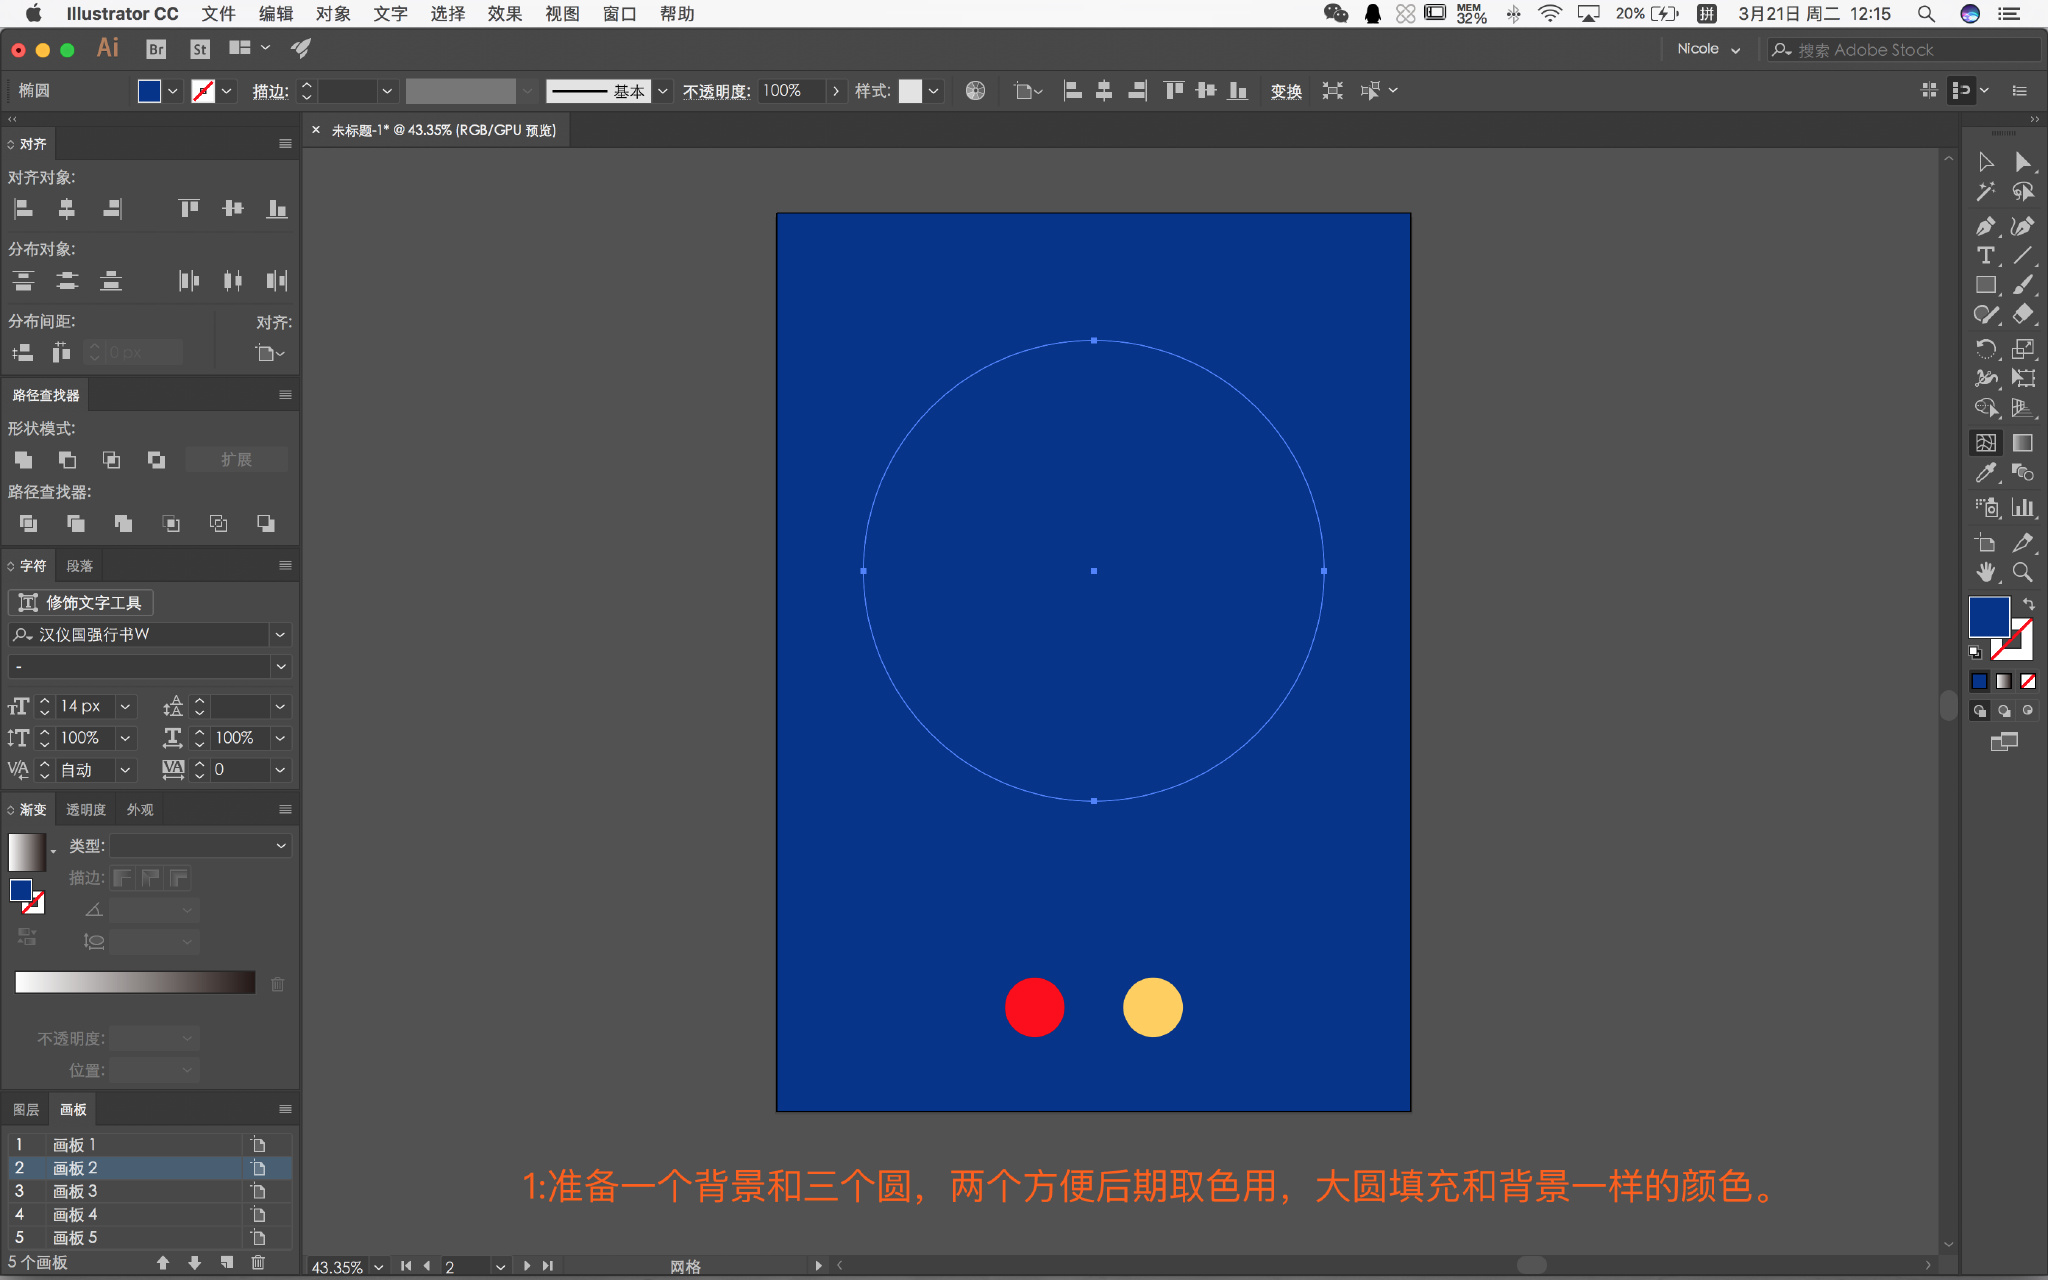 Illustrator CC 文件 编辑 对象 文字 选择 效果 视图 窗口 帮助 MEM 32% 20% 拼 3月21日 周二 12:15
Ai Br St Nicole 搜索 Adobe Stock
椭圆 描边: 基本 不透明度: 100% 样式: 变换
× 未标题-1* @ 43.35% (RGB/GPU 预览)
对齐
对齐对象:
分布对象:
分布间距: 对齐:
0 px
路径查找器
形状模式:
扩展
路径查找器:
字符 段落
修饰文字工具
汉仪国强行书W
-
14 px
100% 100%
自动 0
渐变 透明度 外观
类型:
描边:
不透明度:
位置:
图层 画板
1 画板 1
2 画板 2
3 画板 3
4 画板 4
5 画板 5
5 个画板
1:准备一个背景和三个圆，两个方便后期取色用，大圆填充和背景一样的颜色。
43.35% 2 网格